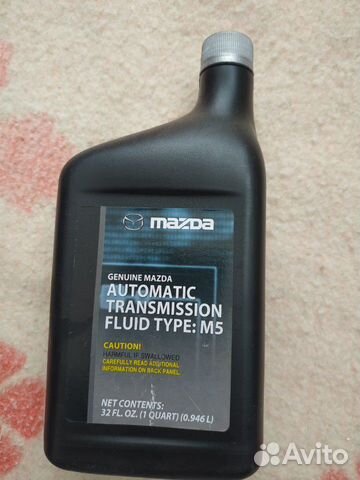 mazda
GENUINE MAZDA
AUTOMATIC
TRANSMISSION
FLUID TYPE: M5
CAUTION!
HARMFUL IF SWALLOWED
CAREFULLY READ ADDITIONAL
INFORMATION ON BACK PANEL.
NET CONTENTS:
32 FL. OZ. (1 QUART) (0.946 L)
Avito